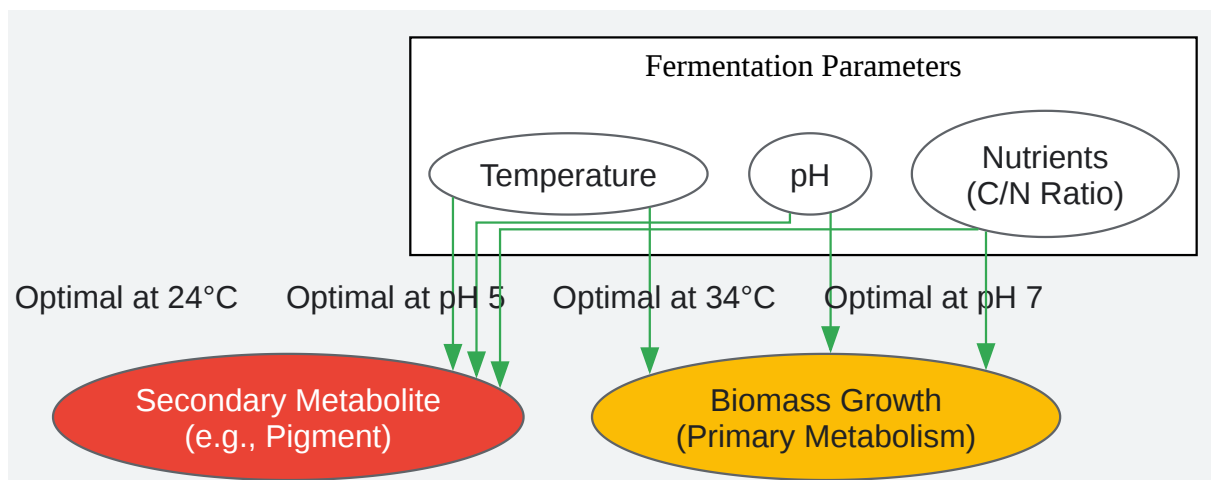 Fermentation Parameters
Temperature
pH
Nutrients
(C/N Ratio)
Optimal at 24°C
Optimal at pH 5
Optimal at 34°C
Optimal at pH 7
Secondary Metabolite
(e.g., Pigment)
Biomass Growth
(Primary Metabolism)